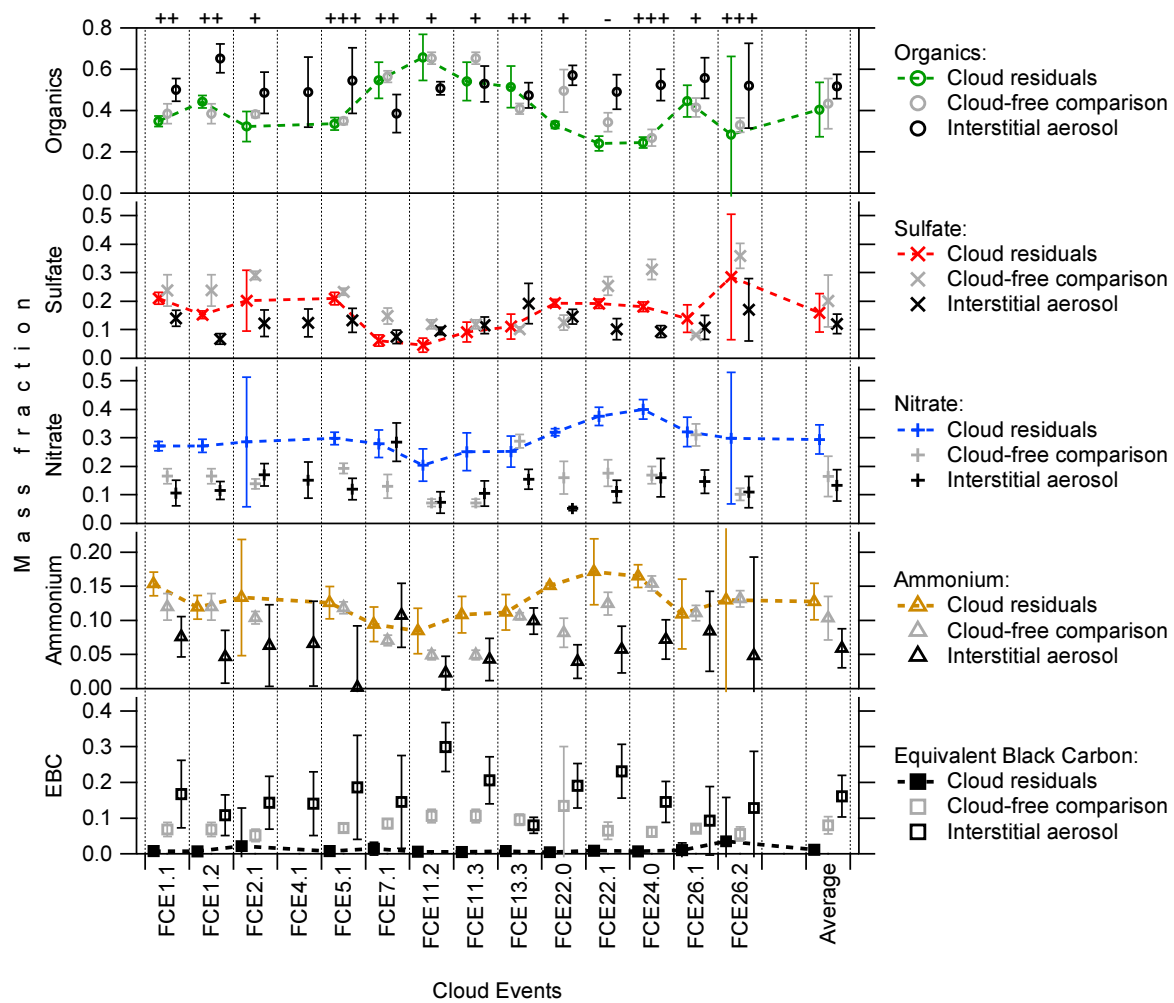 ++ ++ + +++ ++ + + ++ + - +++ + +++
Mass fraction
Organics
0.8
0.6
0.4
0.2
0.0
Sulfate
0.5
0.4
0.3
0.2
0.1
0.0
Nitrate
0.5
0.4
0.3
0.2
0.1
0.0
Ammonium
0.20
0.15
0.10
0.05
0.00
EBC
0.4
0.3
0.2
0.1
0.0
FCE1.1
FCE1.2
FCE2.1
FCE4.1
FCE5.1
FCE7.1
FCE11.2
FCE11.3
FCE13.3
FCE22.0
FCE22.1
FCE24.0
FCE26.1
FCE26.2
Average
Cloud Events
Organics:
Cloud residuals
Cloud-free comparison
Interstitial aerosol
Sulfate:
Cloud residuals
Cloud-free comparison
Interstitial aerosol
Nitrate:
Cloud residuals
Cloud-free comparison
Interstitial aerosol
Ammonium:
Cloud residuals
Cloud-free comparison
Interstitial aerosol
Equivalent Black Carbon:
Cloud residuals
Cloud-free comparison
Interstitial aerosol